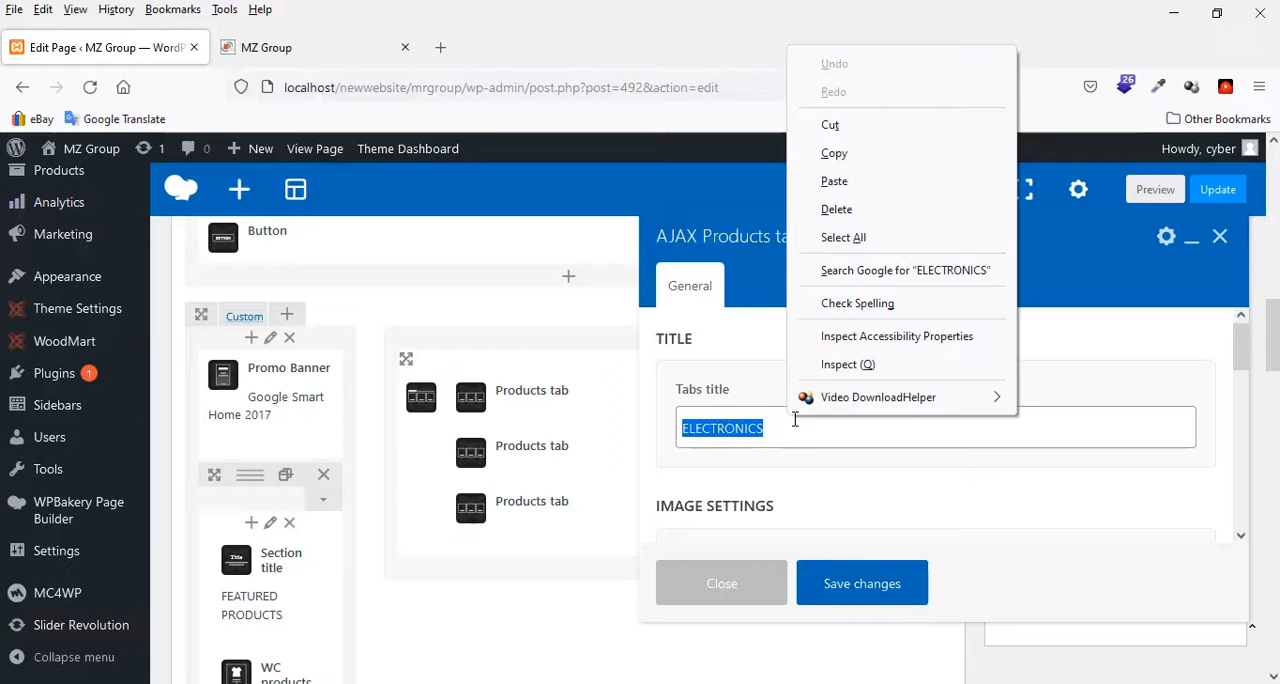 File Edit View History Bookmarks Tools Help
Edit Page ‹ MZ Group — WordP
MZ Group
localhost/newwebsite/mrgroup/wp-admin/post.php?post=492&action=edit
26
eBay Google Translate
Other Bookmarks
MZ Group 1 0 New View Page Theme Dashboard
Howdy, cyber
Products
Analytics
Marketing
Appearance
Theme Settings
WoodMart
Plugins 1
Sidebars
Users
Tools
WPBakery Page
Builder
Settings
MC4WP
Slider Revolution
Collapse menu
Preview Update
BUTTON
Button
Custom
Promo Banner
Google Smart
Home 2017
Title
Section
title
FEATURED
PRODUCTS
WC
products
Products tab
Products tab
Products tab
AJAX Products ta
General
TITLE
Tabs title
ELECTRONICS
IMAGE SETTINGS
Close Save changes
Undo
Redo
Cut
Copy
Paste
Delete
Select All
Search Google for “ELECTRONICS”
Check Spelling
Inspect Accessibility Properties
Inspect (Q)
Video DownloadHelper